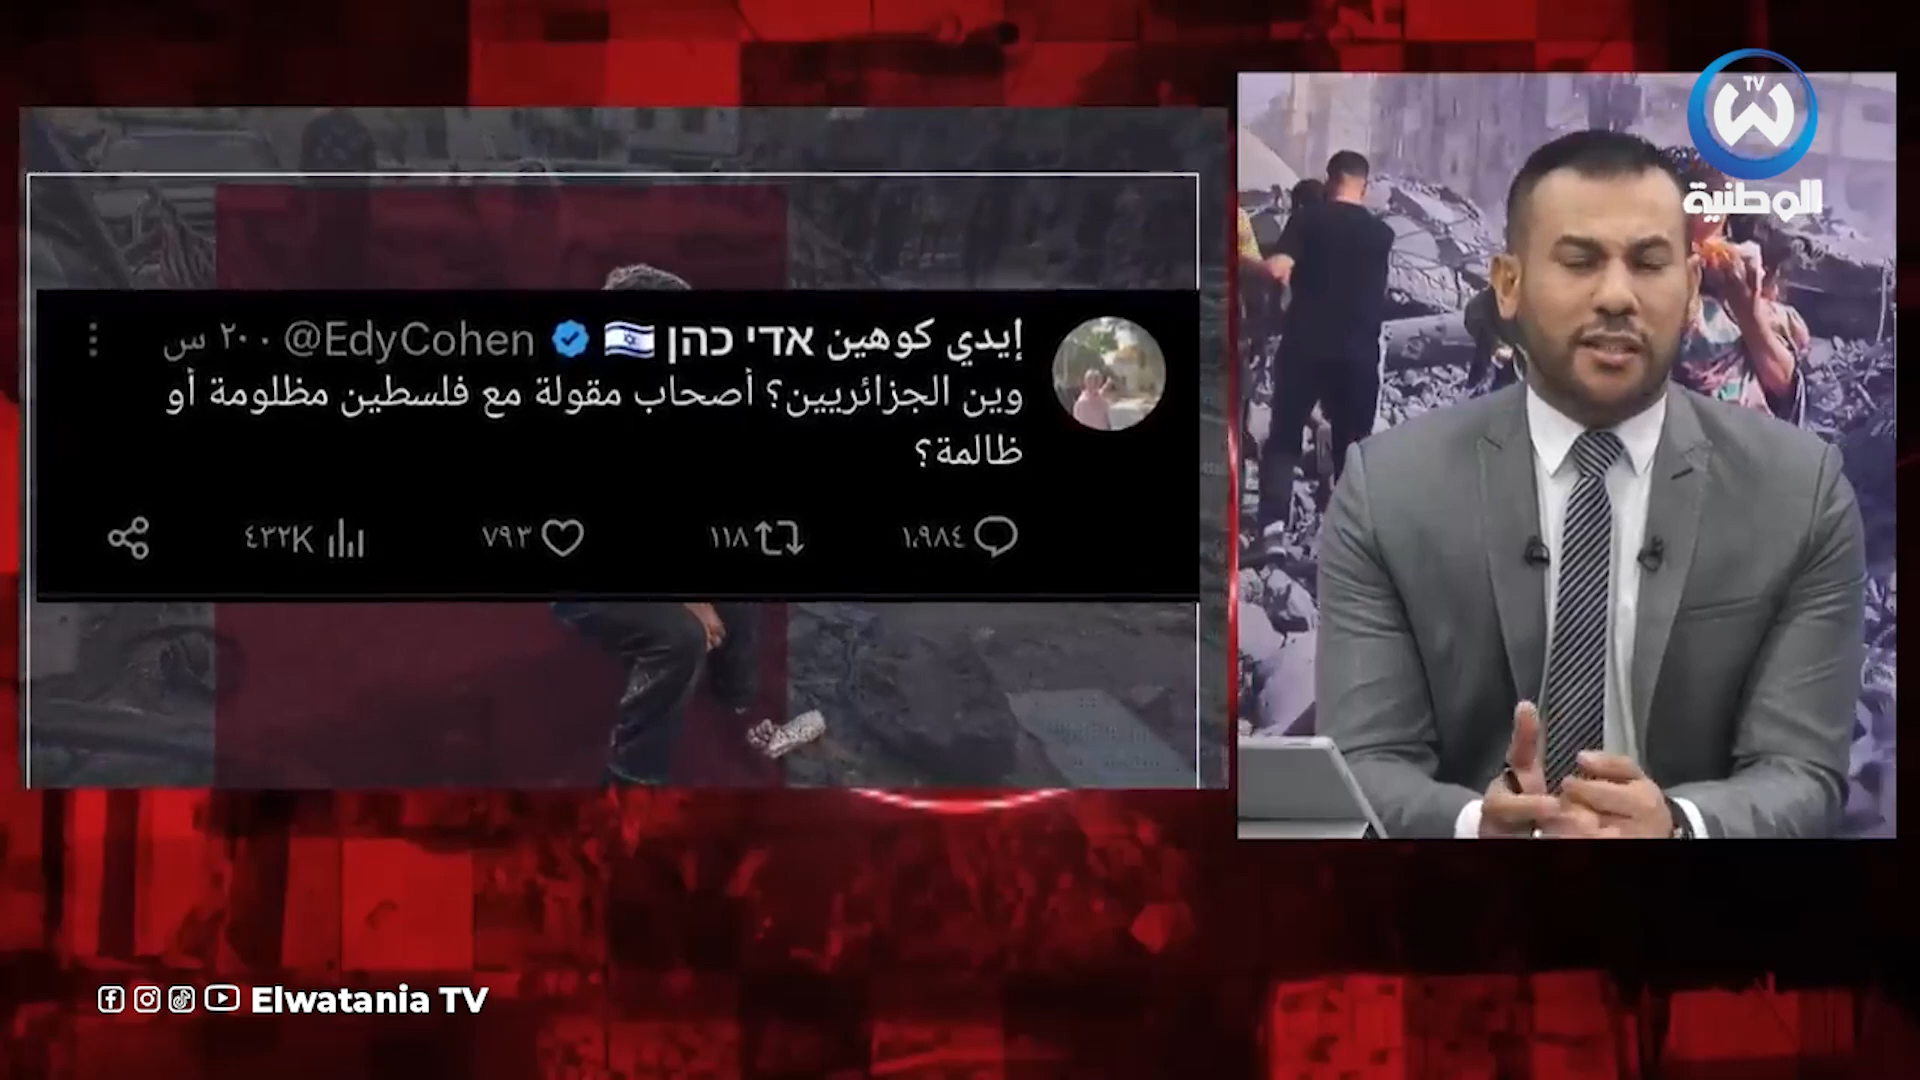 إيدي كوهين אדי כהן 🇮🇱 @EdyCohen · ٢٠ س
وين الجزائريين؟ أصحاب مقولة مع فلسطين مظلومة أو
ظالمة؟
١،٩٨٤ ١١٨ ٧٩٣ ٤٣٢K
TV
الوطنية
Elwatania TV